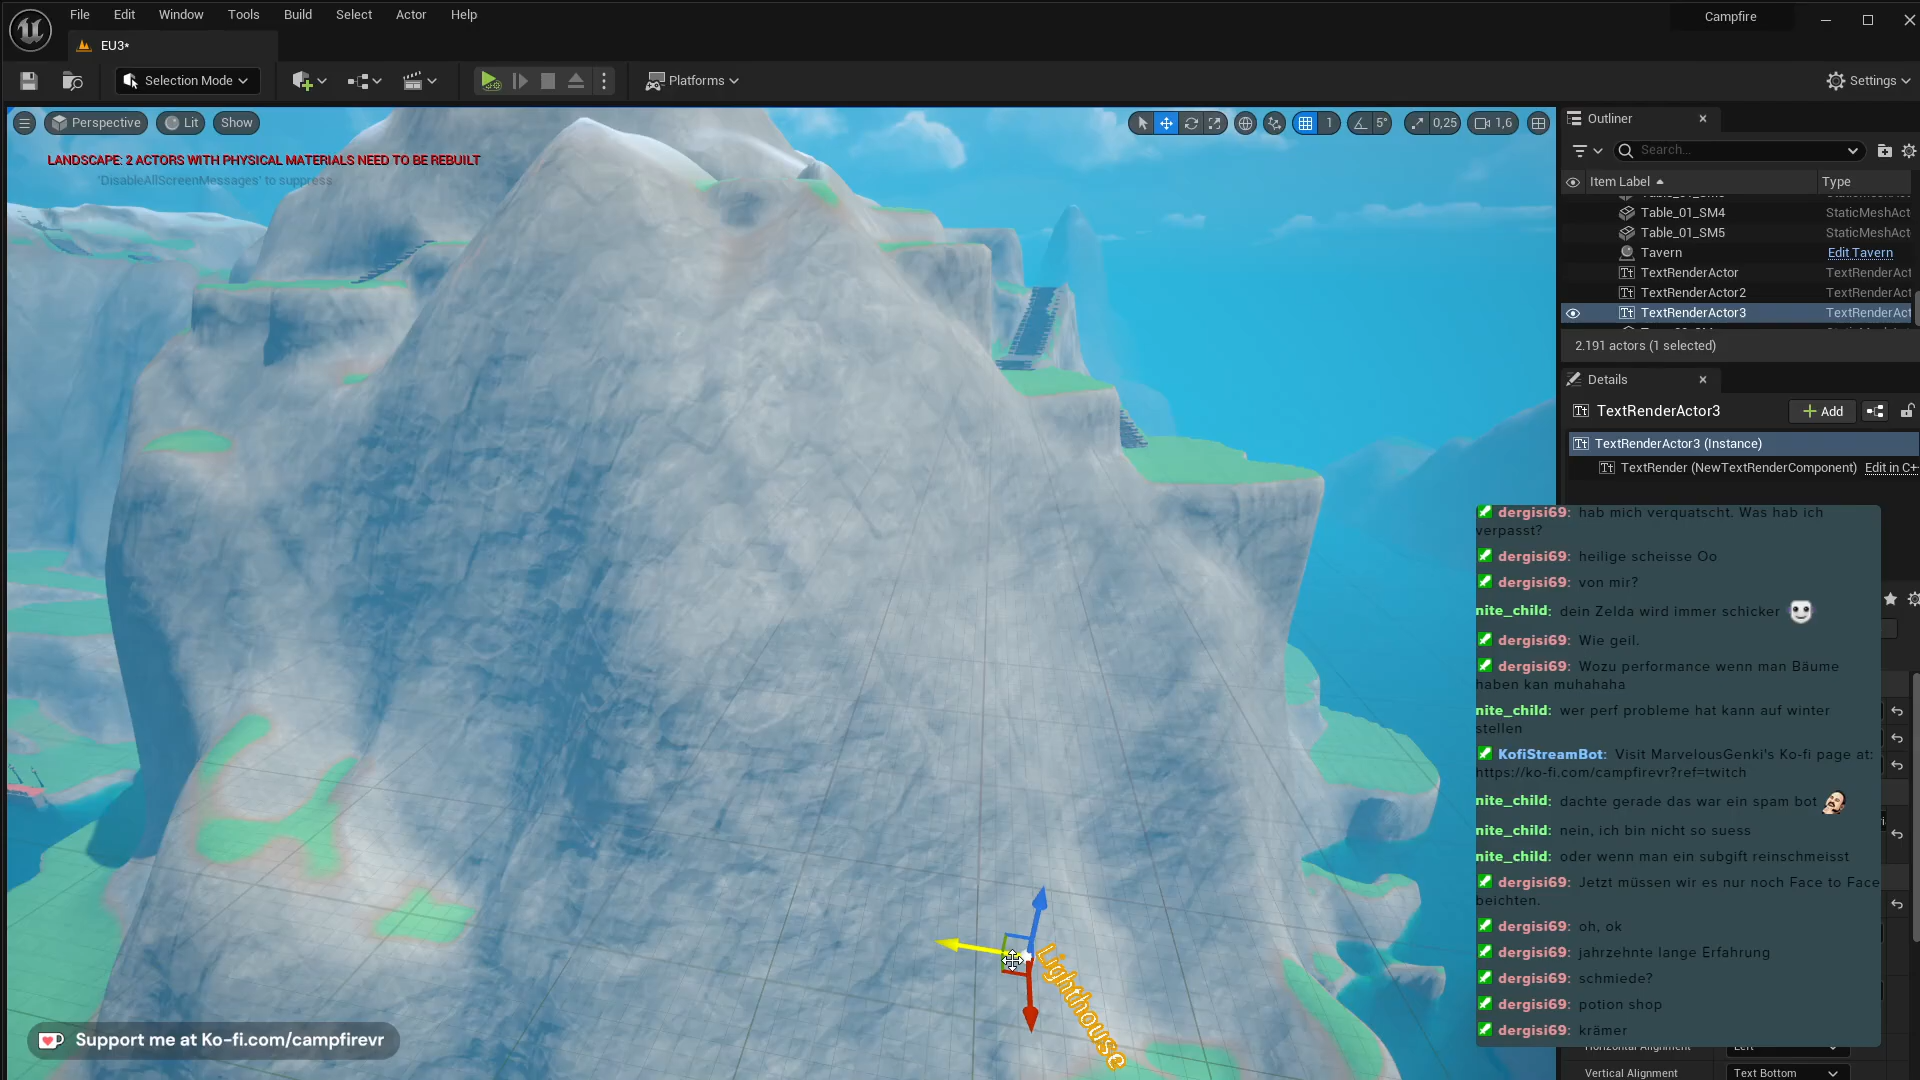 File Edit Window Tools Build Select Actor Help
Campfire
EU3*
Selection Mode
Platforms
Settings
Perspective Lit Show
1 5° 0,25 1,6
LANDSCAPE: 2 ACTORS WITH PHYSICAL MATERIALS NEED TO BE REBUILT
'DisableAllScreenMessages' to suppress
Outliner
Search...
Item Label Type
Table_01_SM4 StaticMeshAct
Table_01_SM5 StaticMeshAct
Tavern Edit Tavern
TextRenderActor TextRenderAct
TextRenderActor2 TextRenderAct
TextRenderActor3 TextRenderAct
2.191 actors (1 selected)
Details
TextRenderActor3
Add
TextRenderActor3 (Instance)
TextRender (NewTextRenderComponent) Edit in C+
dergisi69: hab mich verquatscht. Was hab ich
verpasst?
dergisi69: heilige scheisse Oo
dergisi69: von mir?
nite_child: dein Zelda wird immer schicker
dergisi69: Wie geil.
dergisi69: Wozu performance wenn man Bäume
haben kan muhahaha
nite_child: wer perf probleme hat kann auf winter
stellen
KofiStreamBot: Visit MarvelousGenki's Ko-fi page at:
https://ko-fi.com/campfirevr?ref=twitch
nite_child: dachte gerade das war ein spam bot
nite_child: nein, ich bin nicht so suess
nite_child: oder wenn man ein subgift reinschmeisst
dergisi69: Jetzt müssen wir es nur noch Face to Face
beichten.
dergisi69: oh, ok
dergisi69: jahrzehnte lange Erfahrung
dergisi69: schmiede?
dergisi69: potion shop
dergisi69: krämer
Horizontal Alignment Left
Vertical Alignment Text Bottom
Lighthouse
Support me at Ko-fi.com/campfirevr